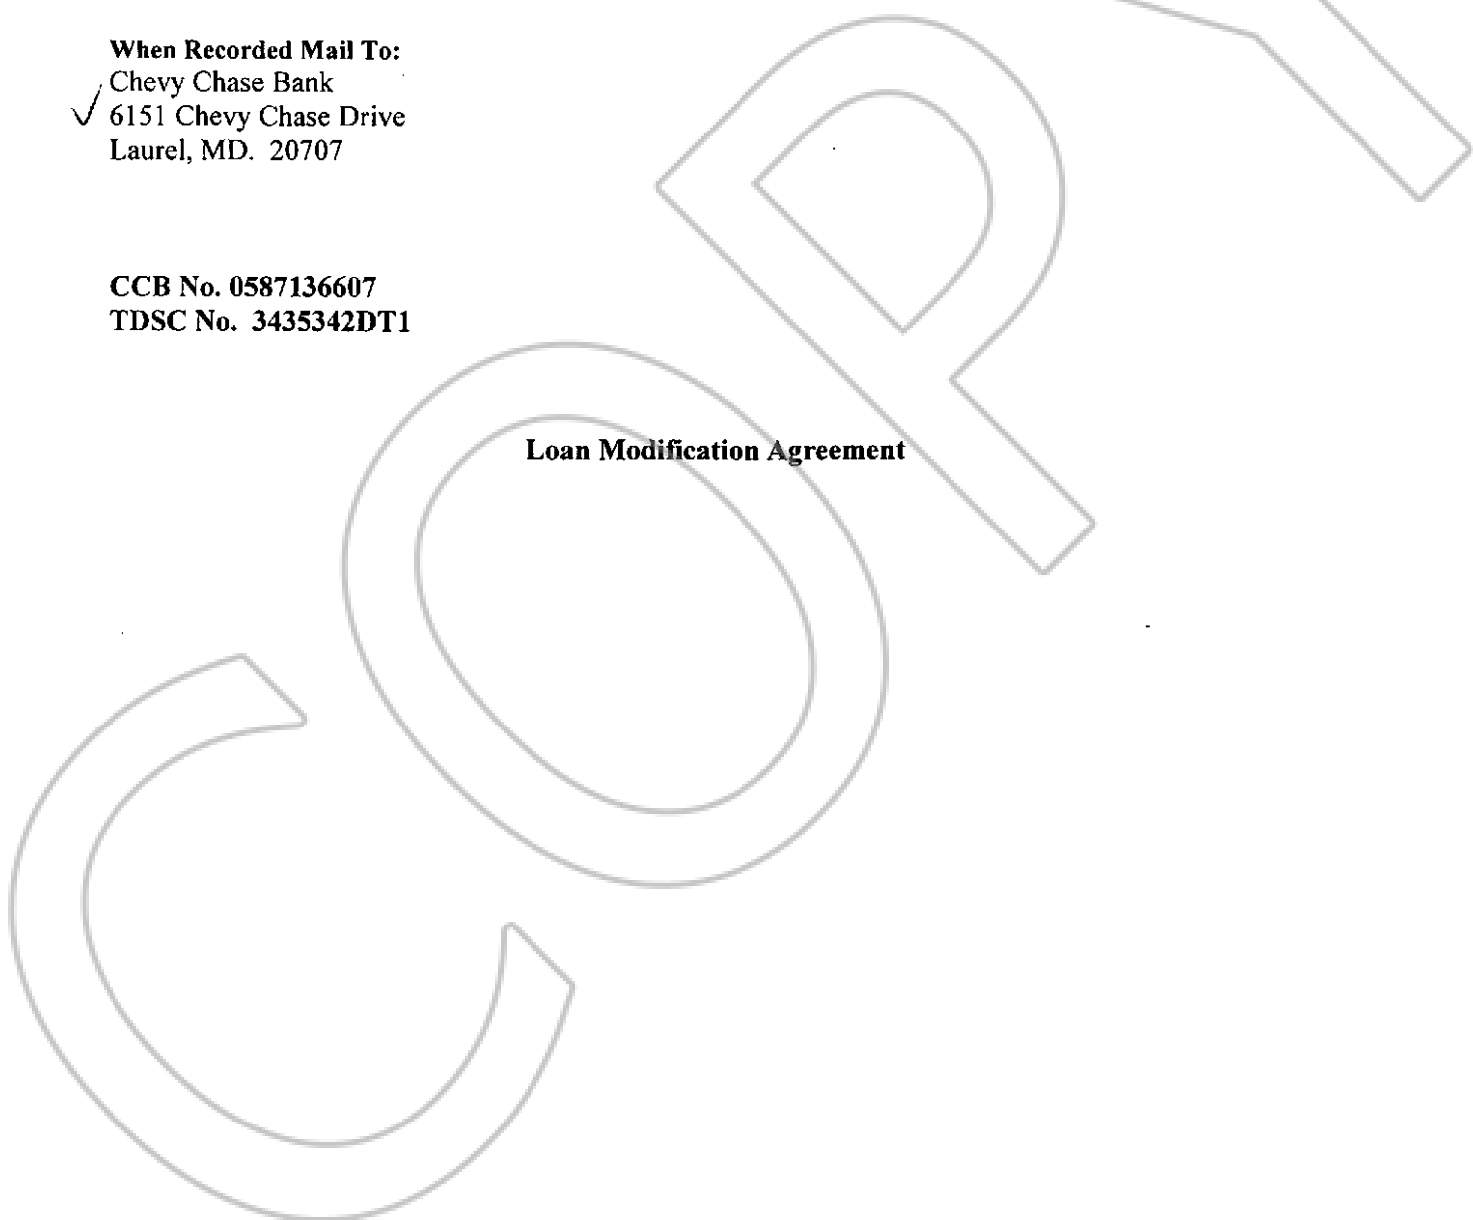 When Recorded Mail To:
Chevy Chase Bank
6151 Chevy Chase Drive
Laurel, MD. 20707
CCB No. 0587136607
TDSC No. 3435342DT1
Loan Modification Agreement
COPY